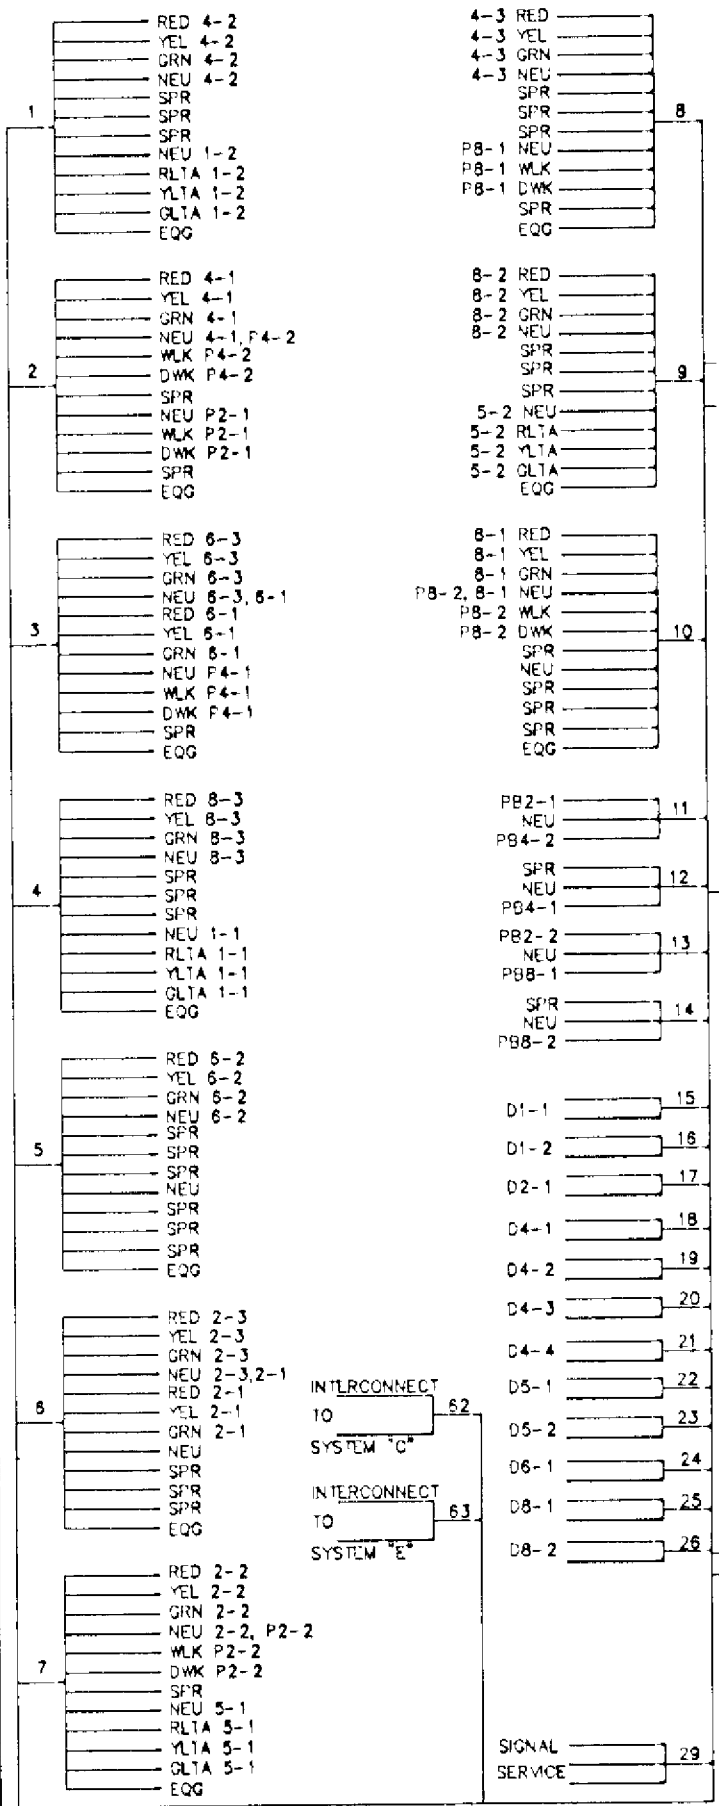 1
RED 4-2
YEL 4-2
GRN 4-2
NEU 4-2
SPR
SPR
SPR
NEU 1-2
RLTA 1-2
YLTA 1-2
GLTA 1-2
EQG
2
RED 4-1
YEL 4-1
GRN 4-1
NEU 4-1, P4-2
WLK P4-2
DWK P4-2
SPR
NEU P2-1
WLK P2-1
DWK P2-1
SPR
EQG
3
RED 6-3
YEL 6-3
GRN 6-3
NEU 6-3, 6-1
RED 6-1
YEL 6-1
GRN 6-1
NEU P4-1
WLK P4-1
DWK P4-1
SPR
EQG
4
RED 8-3
YEL 8-3
GRN 8-3
NEU 8-3
SPR
SPR
SPR
NEU 1-1
RLTA 1-1
YLTA 1-1
GLTA 1-1
EQG
5
RED 6-2
YEL 6-2
GRN 6-2
NEU 6-2
SPR
SPR
SPR
NEU
SPR
SPR
SPR
EQG
6
RED 2-3
YEL 2-3
GRN 2-3
NEU 2-3,2-1
RED 2-1
YEL 2-1
GRN 2-1
NEU
SPR
SPR
SPR
EQG
7
RED 2-2
YEL 2-2
GRN 2-2
NEU 2-2, P2-2
WLK P2-2
DWK P2-2
SPR
NEU 5-1
RLTA 5-1
YLTA 5-1
GLTA 5-1
EQG
INTERCONNECT
TO
SYSTEM "C"
62
INTERCONNECT
TO
SYSTEM "E"
63
4-3 RED
4-3 YEL
4-3 GRN
4-3 NEU
SPR
SPR
SPR
P8-1 NEU
P8-1 WLK
P8-1 DWK
SPR
EQG
8
8-2 RED
8-2 YEL
8-2 GRN
8-2 NEU
SPR
SPR
SPR
5-2 NEU
5-2 RLTA
5-2 YLTA
5-2 GLTA
EQG
9
8-1 RED
8-1 YEL
8-1 GRN
P8-2, 8-1 NEU
P8-2 WLK
P8-2 DWK
SPR
NEU
SPR
SPR
SPR
EQG
10
PB2-1
NEU
PB4-2
11
SPR
NEU
PB4-1
12
PB2-2
NEU
PB8-1
13
SPR
NEU
PB8-2
14
D1-1 15
D1-2 16
D2-1 17
D4-1 18
D4-2 19
D4-3 20
D4-4 21
D5-1 22
D5-2 23
D6-1 24
D8-1 25
D8-2 26
SIGNAL
SERVICE
29